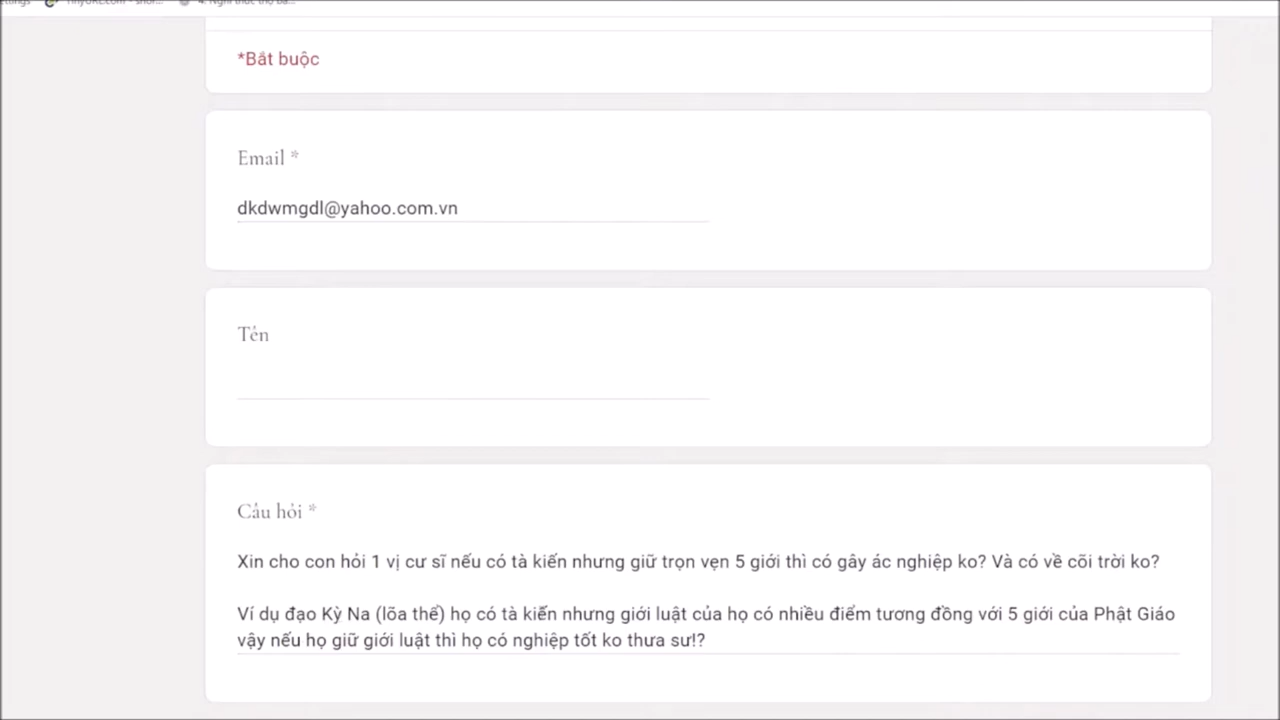 *Bắt buộc
Email *
dkdwmgdl@yahoo.com.vn
Tên
Câu hỏi *
Xin cho con hỏi 1 vị cư sĩ nếu có tà kiến nhưng giữ trọn vẹn 5 giới thì có gây ác nghiệp ko? Và có về cõi trời ko?
Ví dụ đạo Kỳ Na (lõa thể) họ có tà kiến nhưng giới luật của họ có nhiều điểm tương đồng với 5 giới của Phật Giáo
vậy nếu họ giữ giới luật thì họ có nghiệp tốt ko thưa sư!?